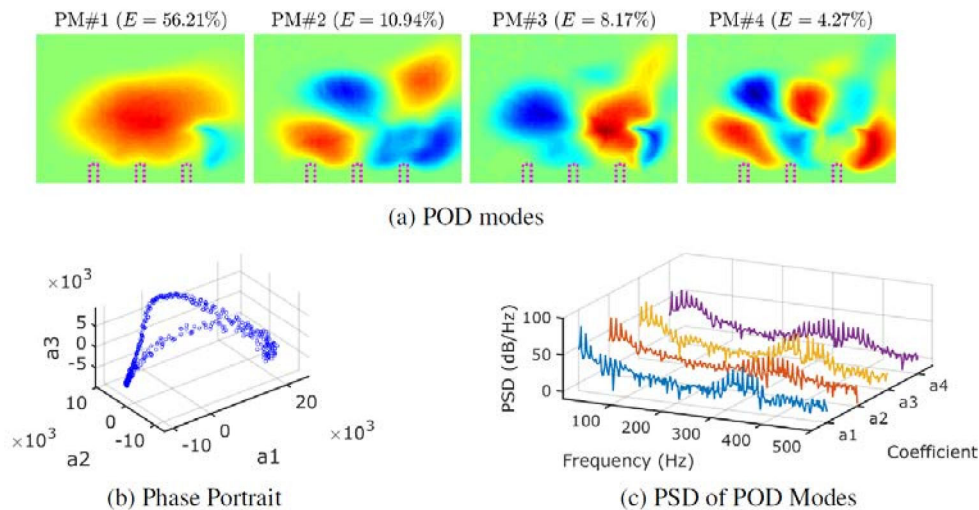 PM#1 (E = 56.21%) PM#2 (E = 10.94%) PM#3 (E = 8.17%) PM#4 (E = 4.27%)
(a) POD modes
×10³
a3
5
0
-5
10
0
-10
×10³
a2
-10
0
20
×10³
a1
(b) Phase Portrait
PSD (dB/Hz)
100
50
0
100
200
300
400
500
Frequency (Hz)
a1
a2
a3
a4
Coefficient
(c) PSD of POD Modes